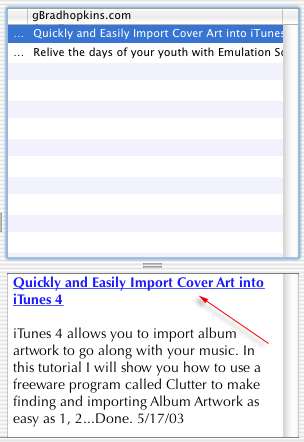 gBradhopkins.com
... Quickly and Easily Import Cover Art into iTunes
... Relive the days of your youth with Emulation
Quickly and Easily Import Cover Art into
iTunes 4
iTunes 4 allows you to import album
artwork to go along with your music. In
this tutorial I will show you how to use a
freeware program called Clutter to make
finding and importing Album Artwork as
easy as 1, 2...Done. 5/17/03